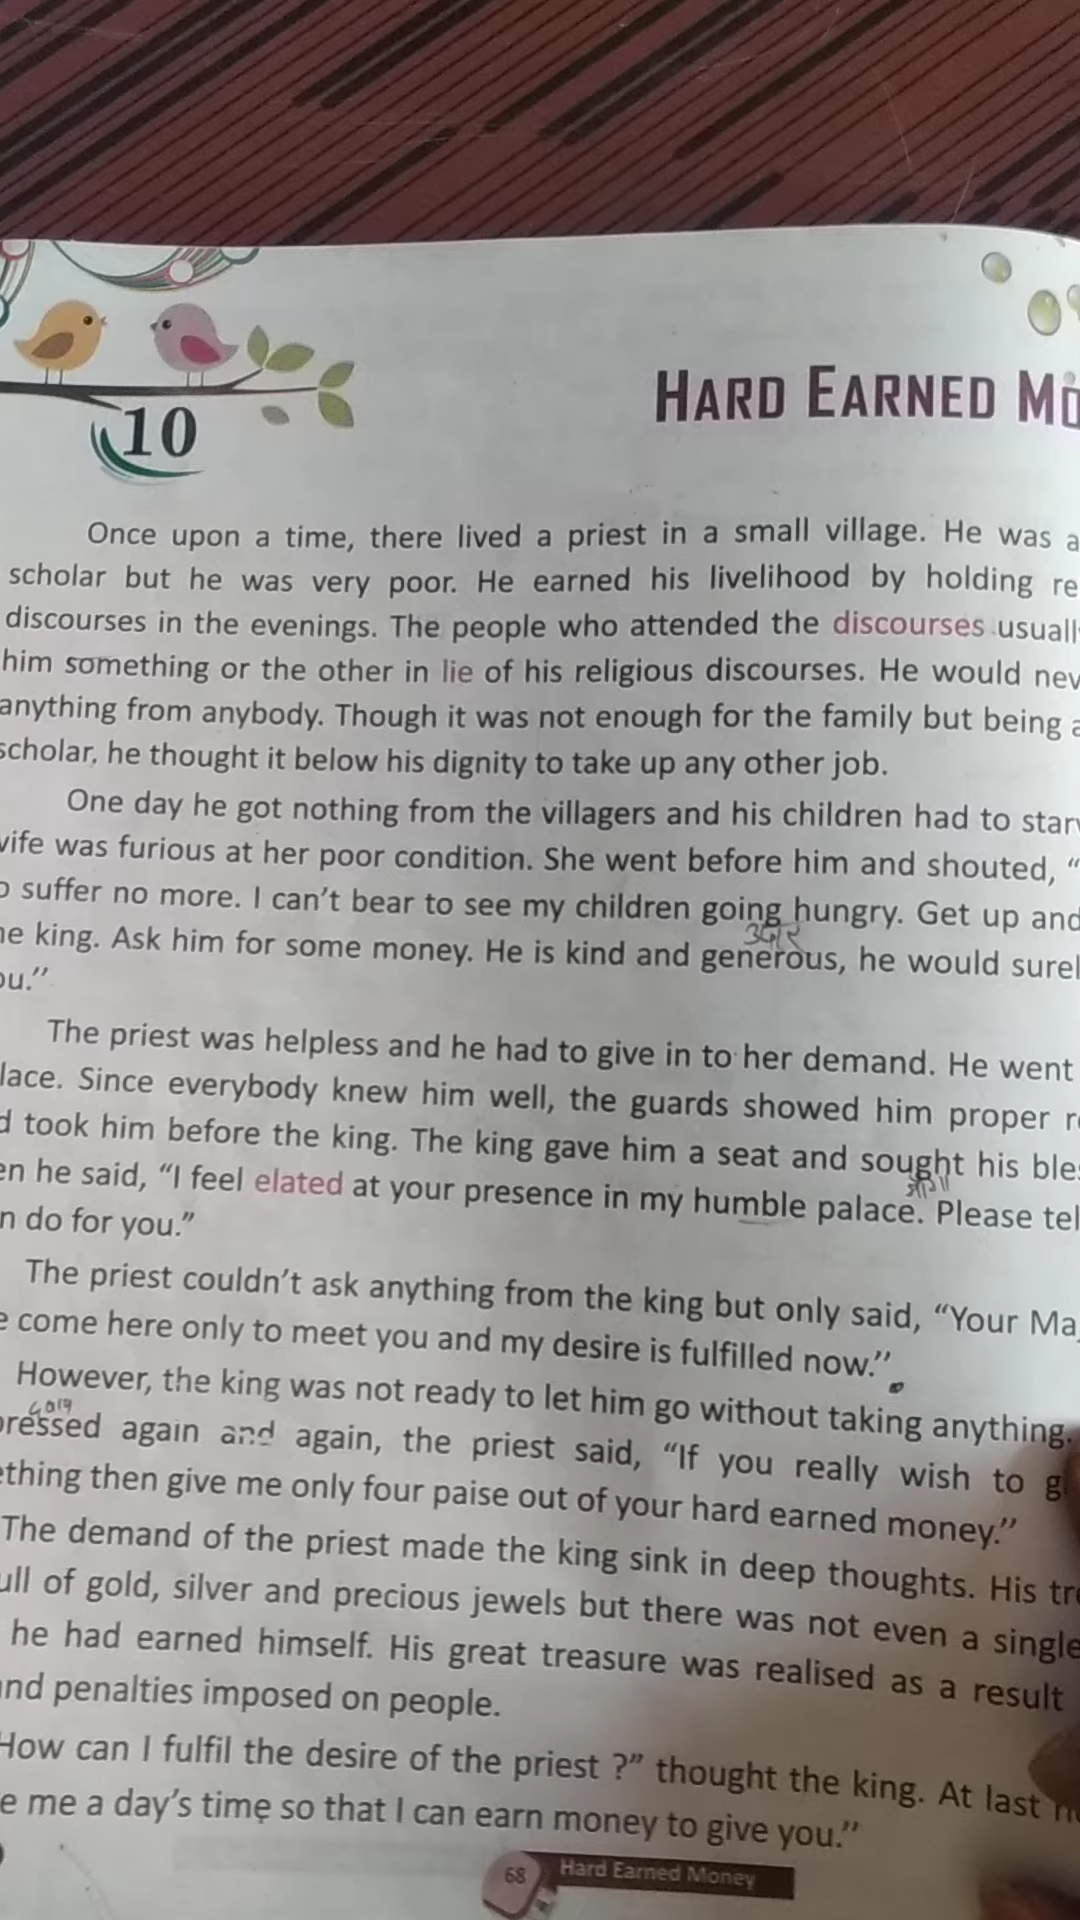 10
HARD EARNED
Once upon a time, there lived a priest in a small village. He was a
scholar but he was very poor. He earned his livelihood by holding re
discourses in the evenings. The people who attended the discourses usuall
him something or the other in lie of his religious discourses. He would nev
anything from anybody. Though it was not enough for the family but being a
scholar, he thought it below his dignity to take up any other job.
One day he got nothing from the villagers and his children had to starv
wife was furious at her poor condition. She went before him and shouted, “
o suffer no more. I can’t bear to see my children going hungry. Get up and
he king. Ask him for some money. He is kind and generous, he would surel
ou.”
The priest was helpless and he had to give in to her demand. He went
lace. Since everybody knew him well, the guards showed him proper re
d took him before the king. The king gave him a seat and sought his bles
en he said, “I feel elated at your presence in my humble palace. Please tel
n do for you.”
The priest couldn’t ask anything from the king but only said, “Your Maj
e come here only to meet you and my desire is fulfilled now.”
However, the king was not ready to let him go without taking anything.
pressed again and again, the priest said, “If you really wish to gi
ething then give me only four paise out of your hard earned money.”
The demand of the priest made the king sink in deep thoughts. His tre
ull of gold, silver and precious jewels but there was not even a single
he had earned himself. His great treasure was realised as a result
and penalties imposed on people.
How can I fulfil the desire of the priest ?” thought the king. At last he
e me a day’s time so that I can earn money to give you.”
68 Hard Earned Money